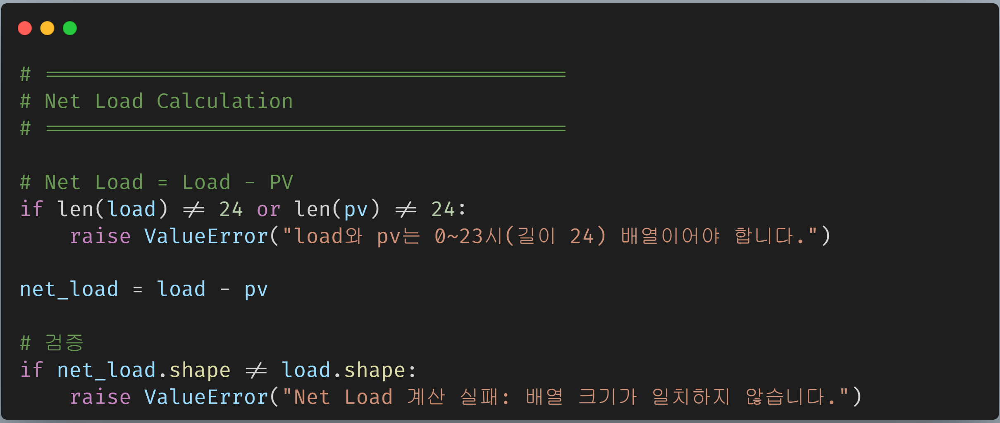 # =========================================
# Net Load Calculation
# =========================================
# Net Load = Load - PV
if len(load) != 24 or len(pv) != 24:
    raise ValueError("load와 pv는 0~23시(길이 24) 배열이어야 합니다.")
net_load = load - pv
# 검증
if net_load.shape != load.shape:
    raise ValueError("Net Load 계산 실패: 배열 크기가 일치하지 않습니다.")